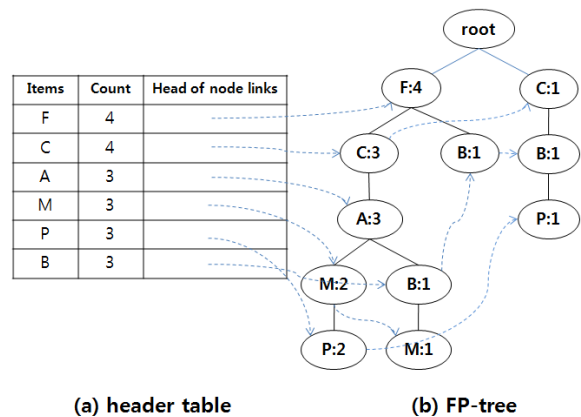 root
Items Count Head of node links
F 4
C 4
A 3
M 3
P 3
B 3
F:4 C:1
C:3 B:1 B:1
A:3 P:1
M:2 B:1
P:2 M:1
(a) header table (b) FP-tree